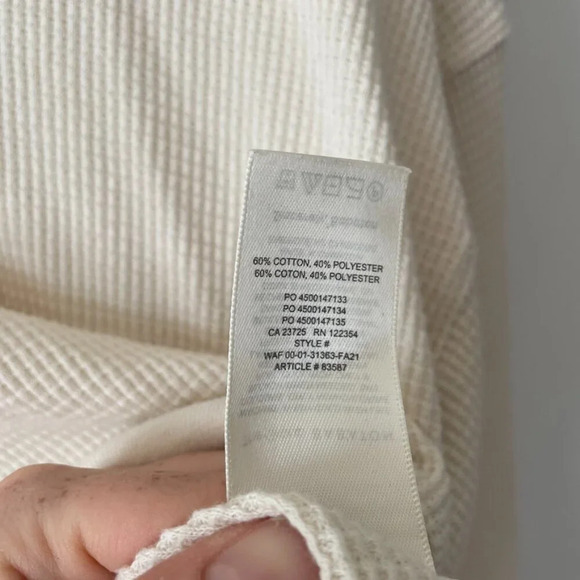 60% COTTON, 40% POLYESTER
60% COTON, 40% POLYESTER
PO 4500147133
PO 4500147134
PO 4500147135
CA 23725 RN 122354
STYLE #
WAF 00-01-31363-FA21
ARTICLE # 83587